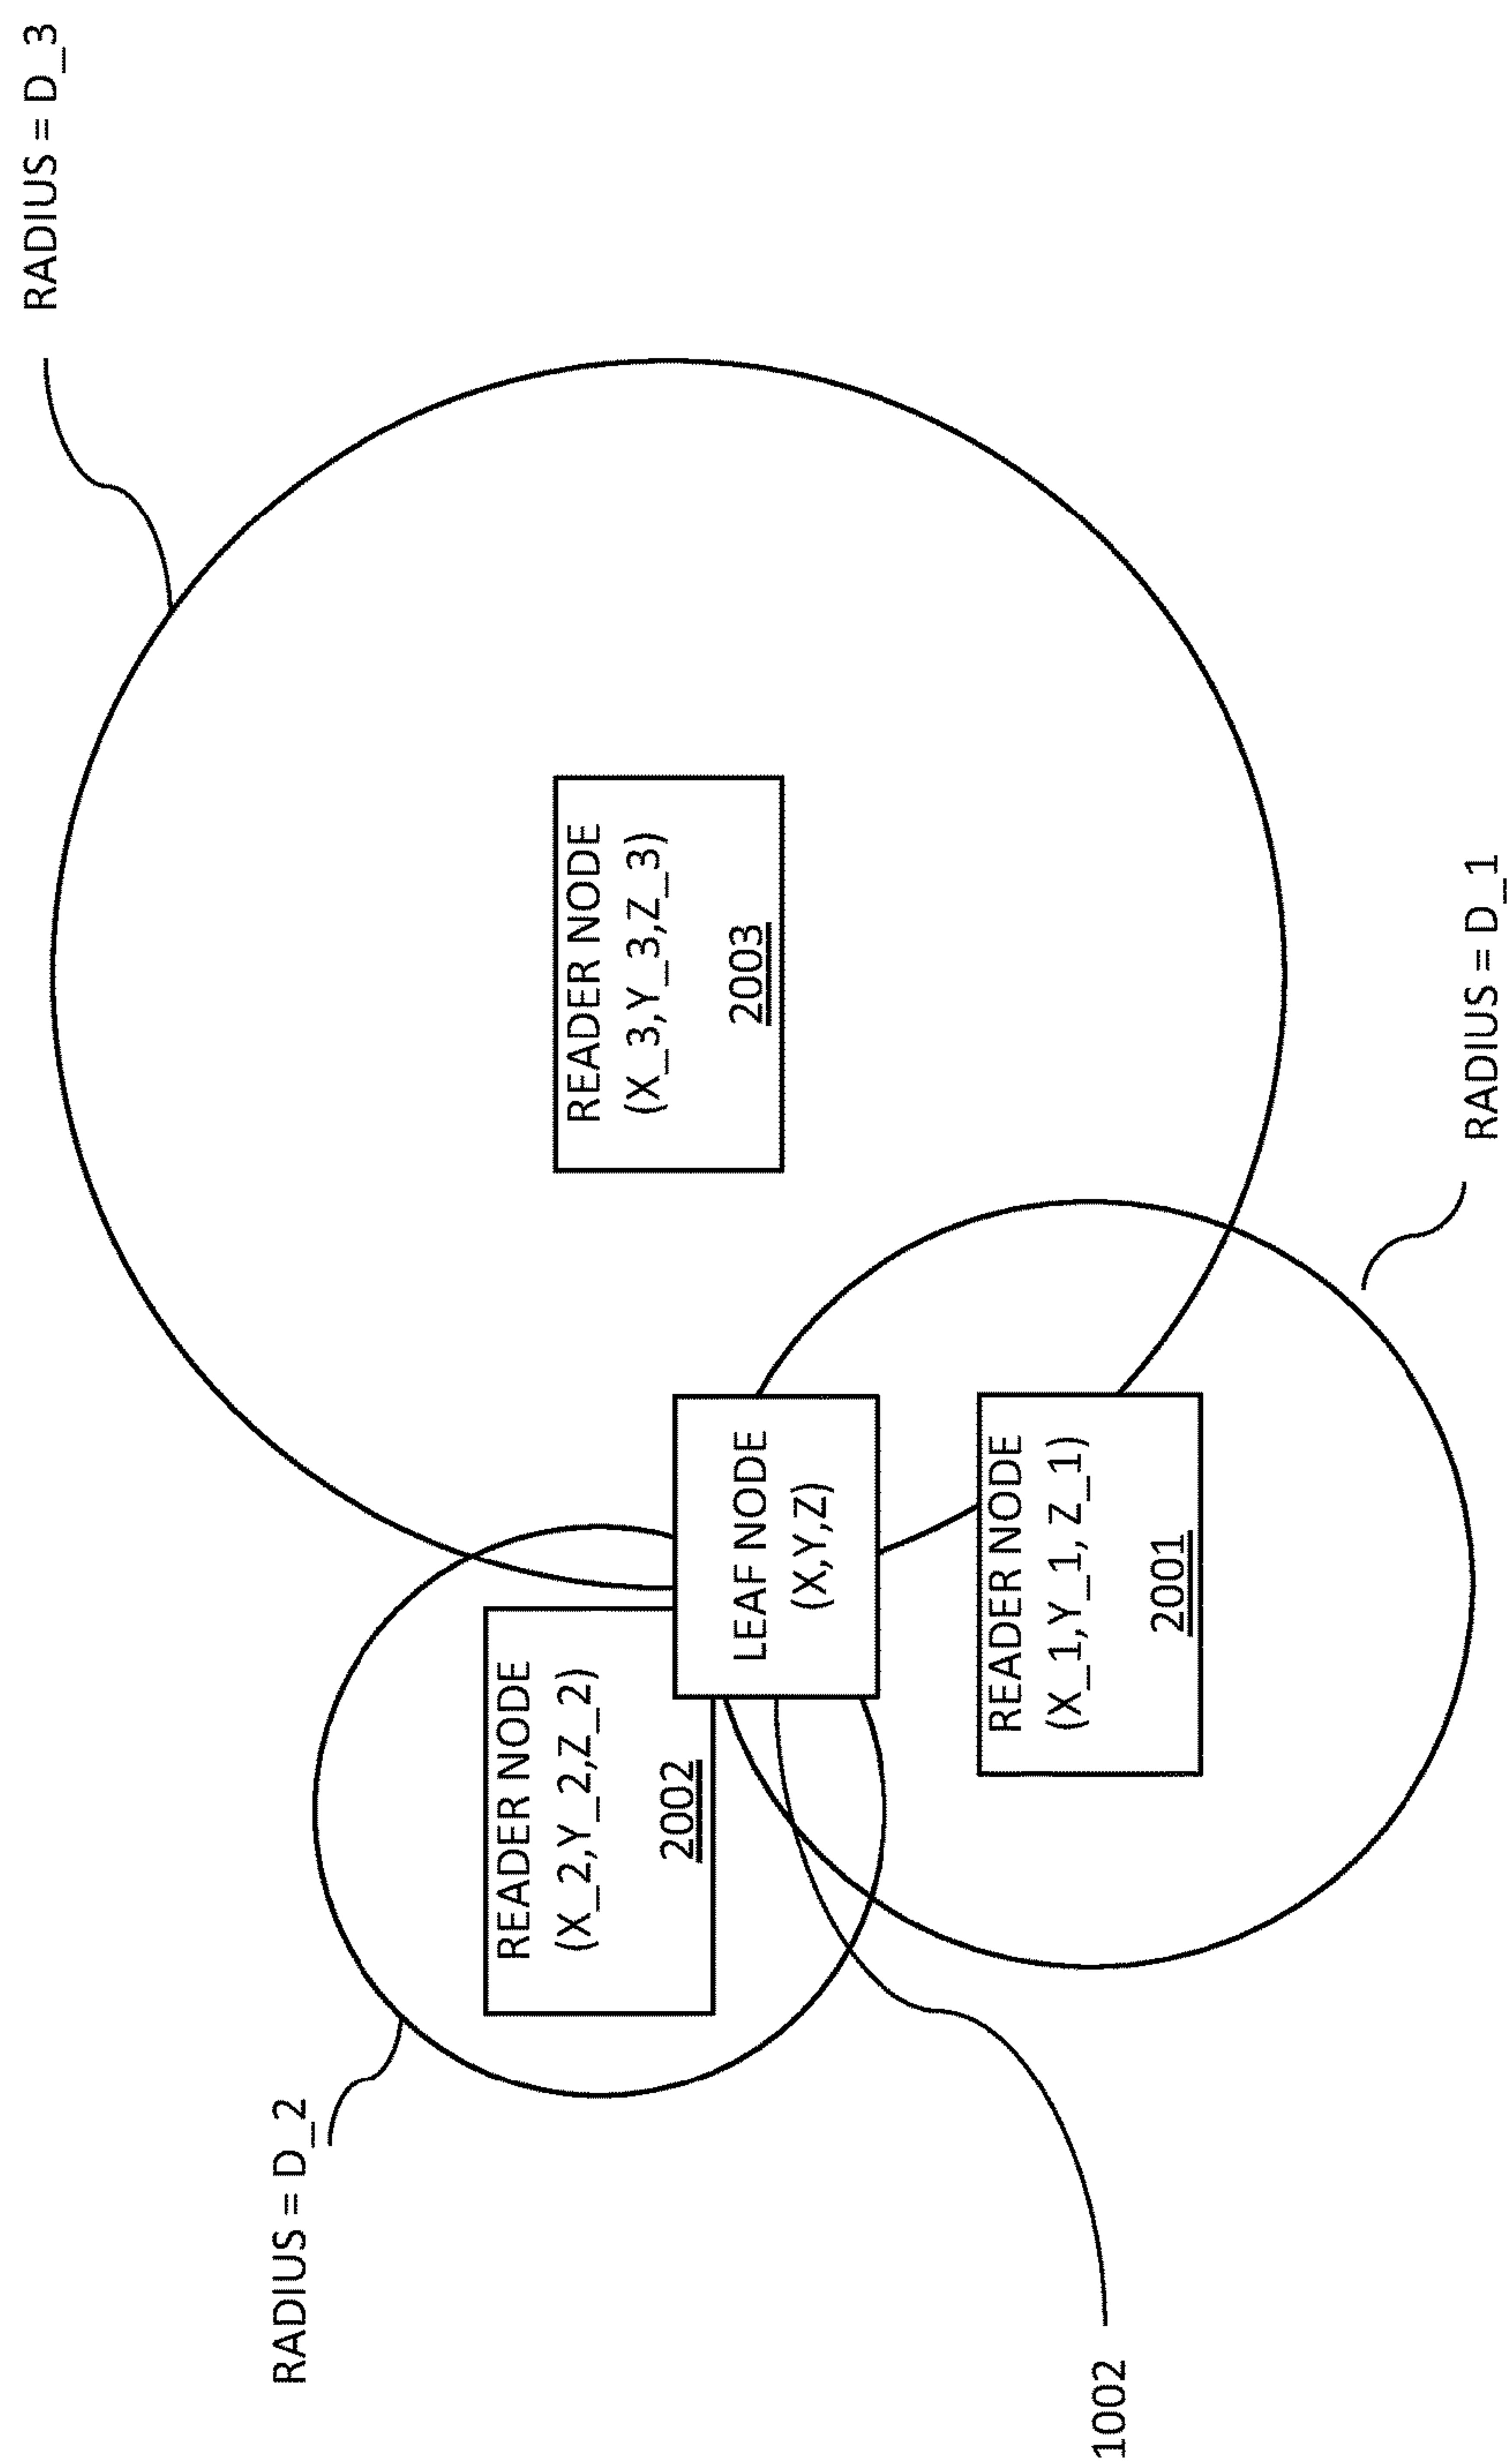 RADIUS = D_2
RADIUS = D_3
READER NODE
(X_2,Y_2,Z_2)
2002
READER NODE
(X_3,Y_3,Z_3)
2003
LEAF NODE
(X,Y,Z)
READER NODE
(X_1,Y_1, Z_1)
2001
1002
RADIUS = D_1